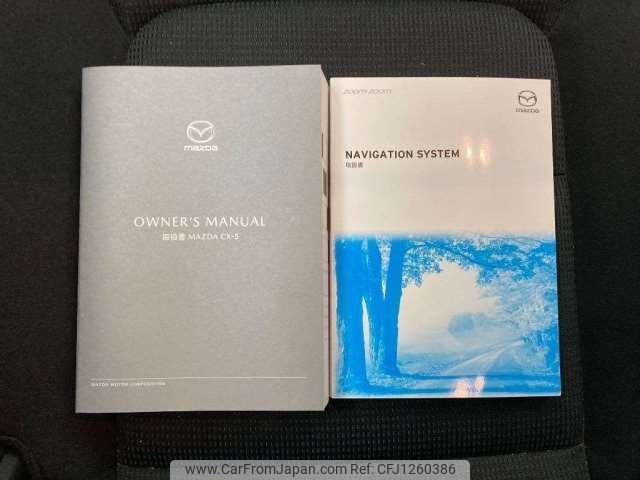 mazda
OWNER'S MANUAL
取扱書 MAZDA CX-5
MAZDA MOTOR CORPORATION
zoom-zoom
mazda
NAVIGATION SYSTEM
取扱書
www.CarFromJapan.com | CFJ1260386